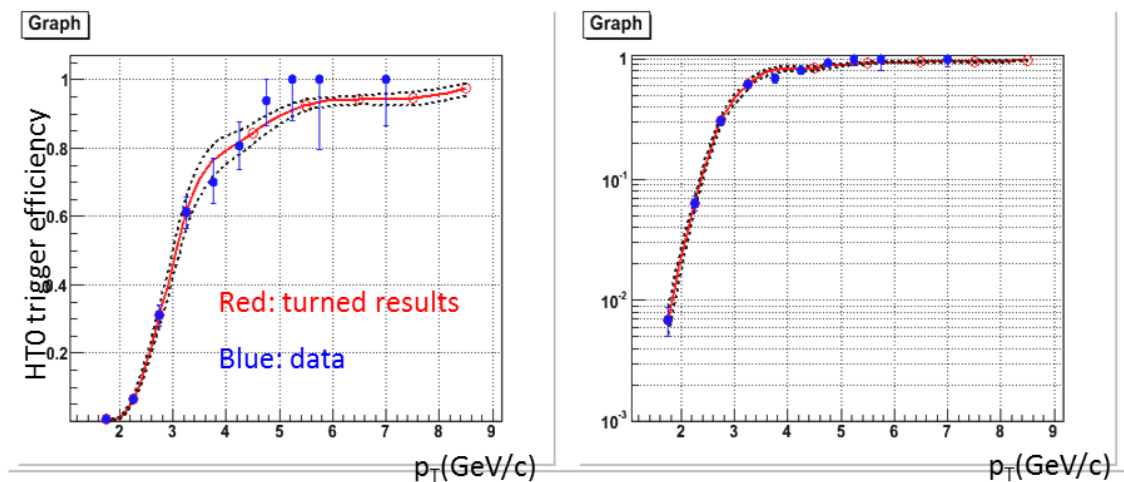 Graph
HT0 trigger efficiency
1
0.8
0.6
0.4
0.2
Red: turned results
Blue: data
2 3 4 5 6 7 8 9
p_T(GeV/c)
Graph
1
10^-1
10^-2
10^-3
2 3 4 5 6 7 8 9
p_T(GeV/c)